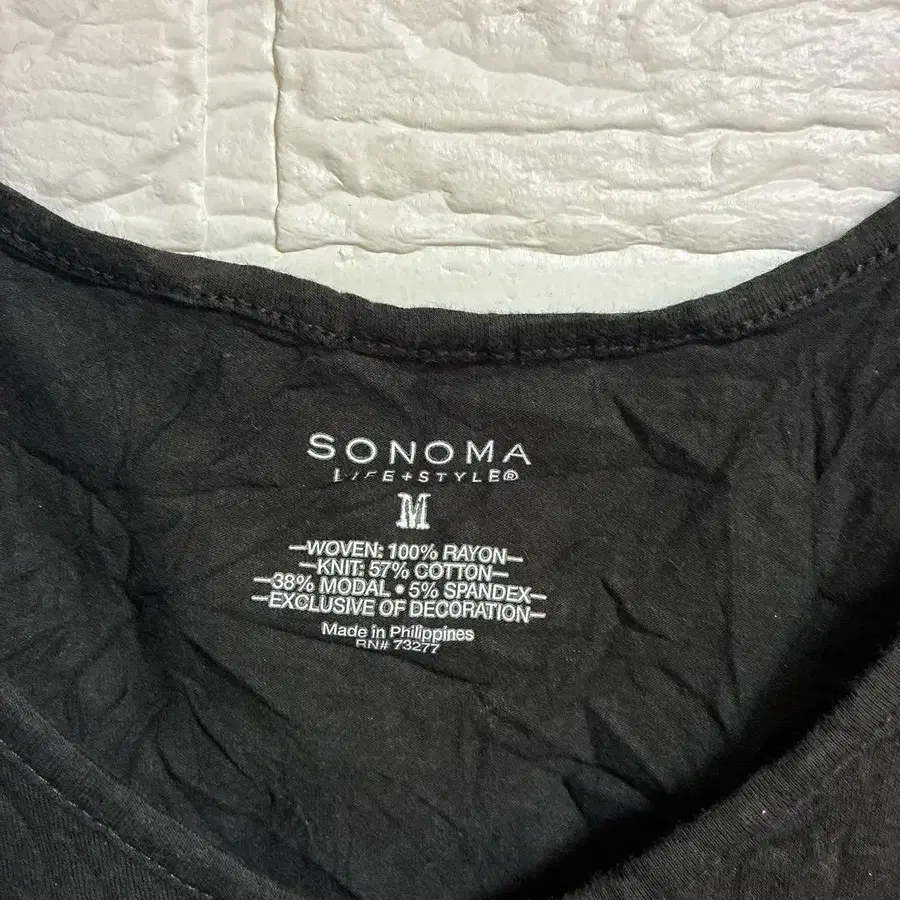 SONOMA
LIFE+STYLE®
M
—WOVEN: 100% RAYON—
—KNIT: 57% COTTON—
—38% MODAL • 5% SPANDEX—
—EXCLUSIVE OF DECORATION—
Made in Philippines
RN# 73277